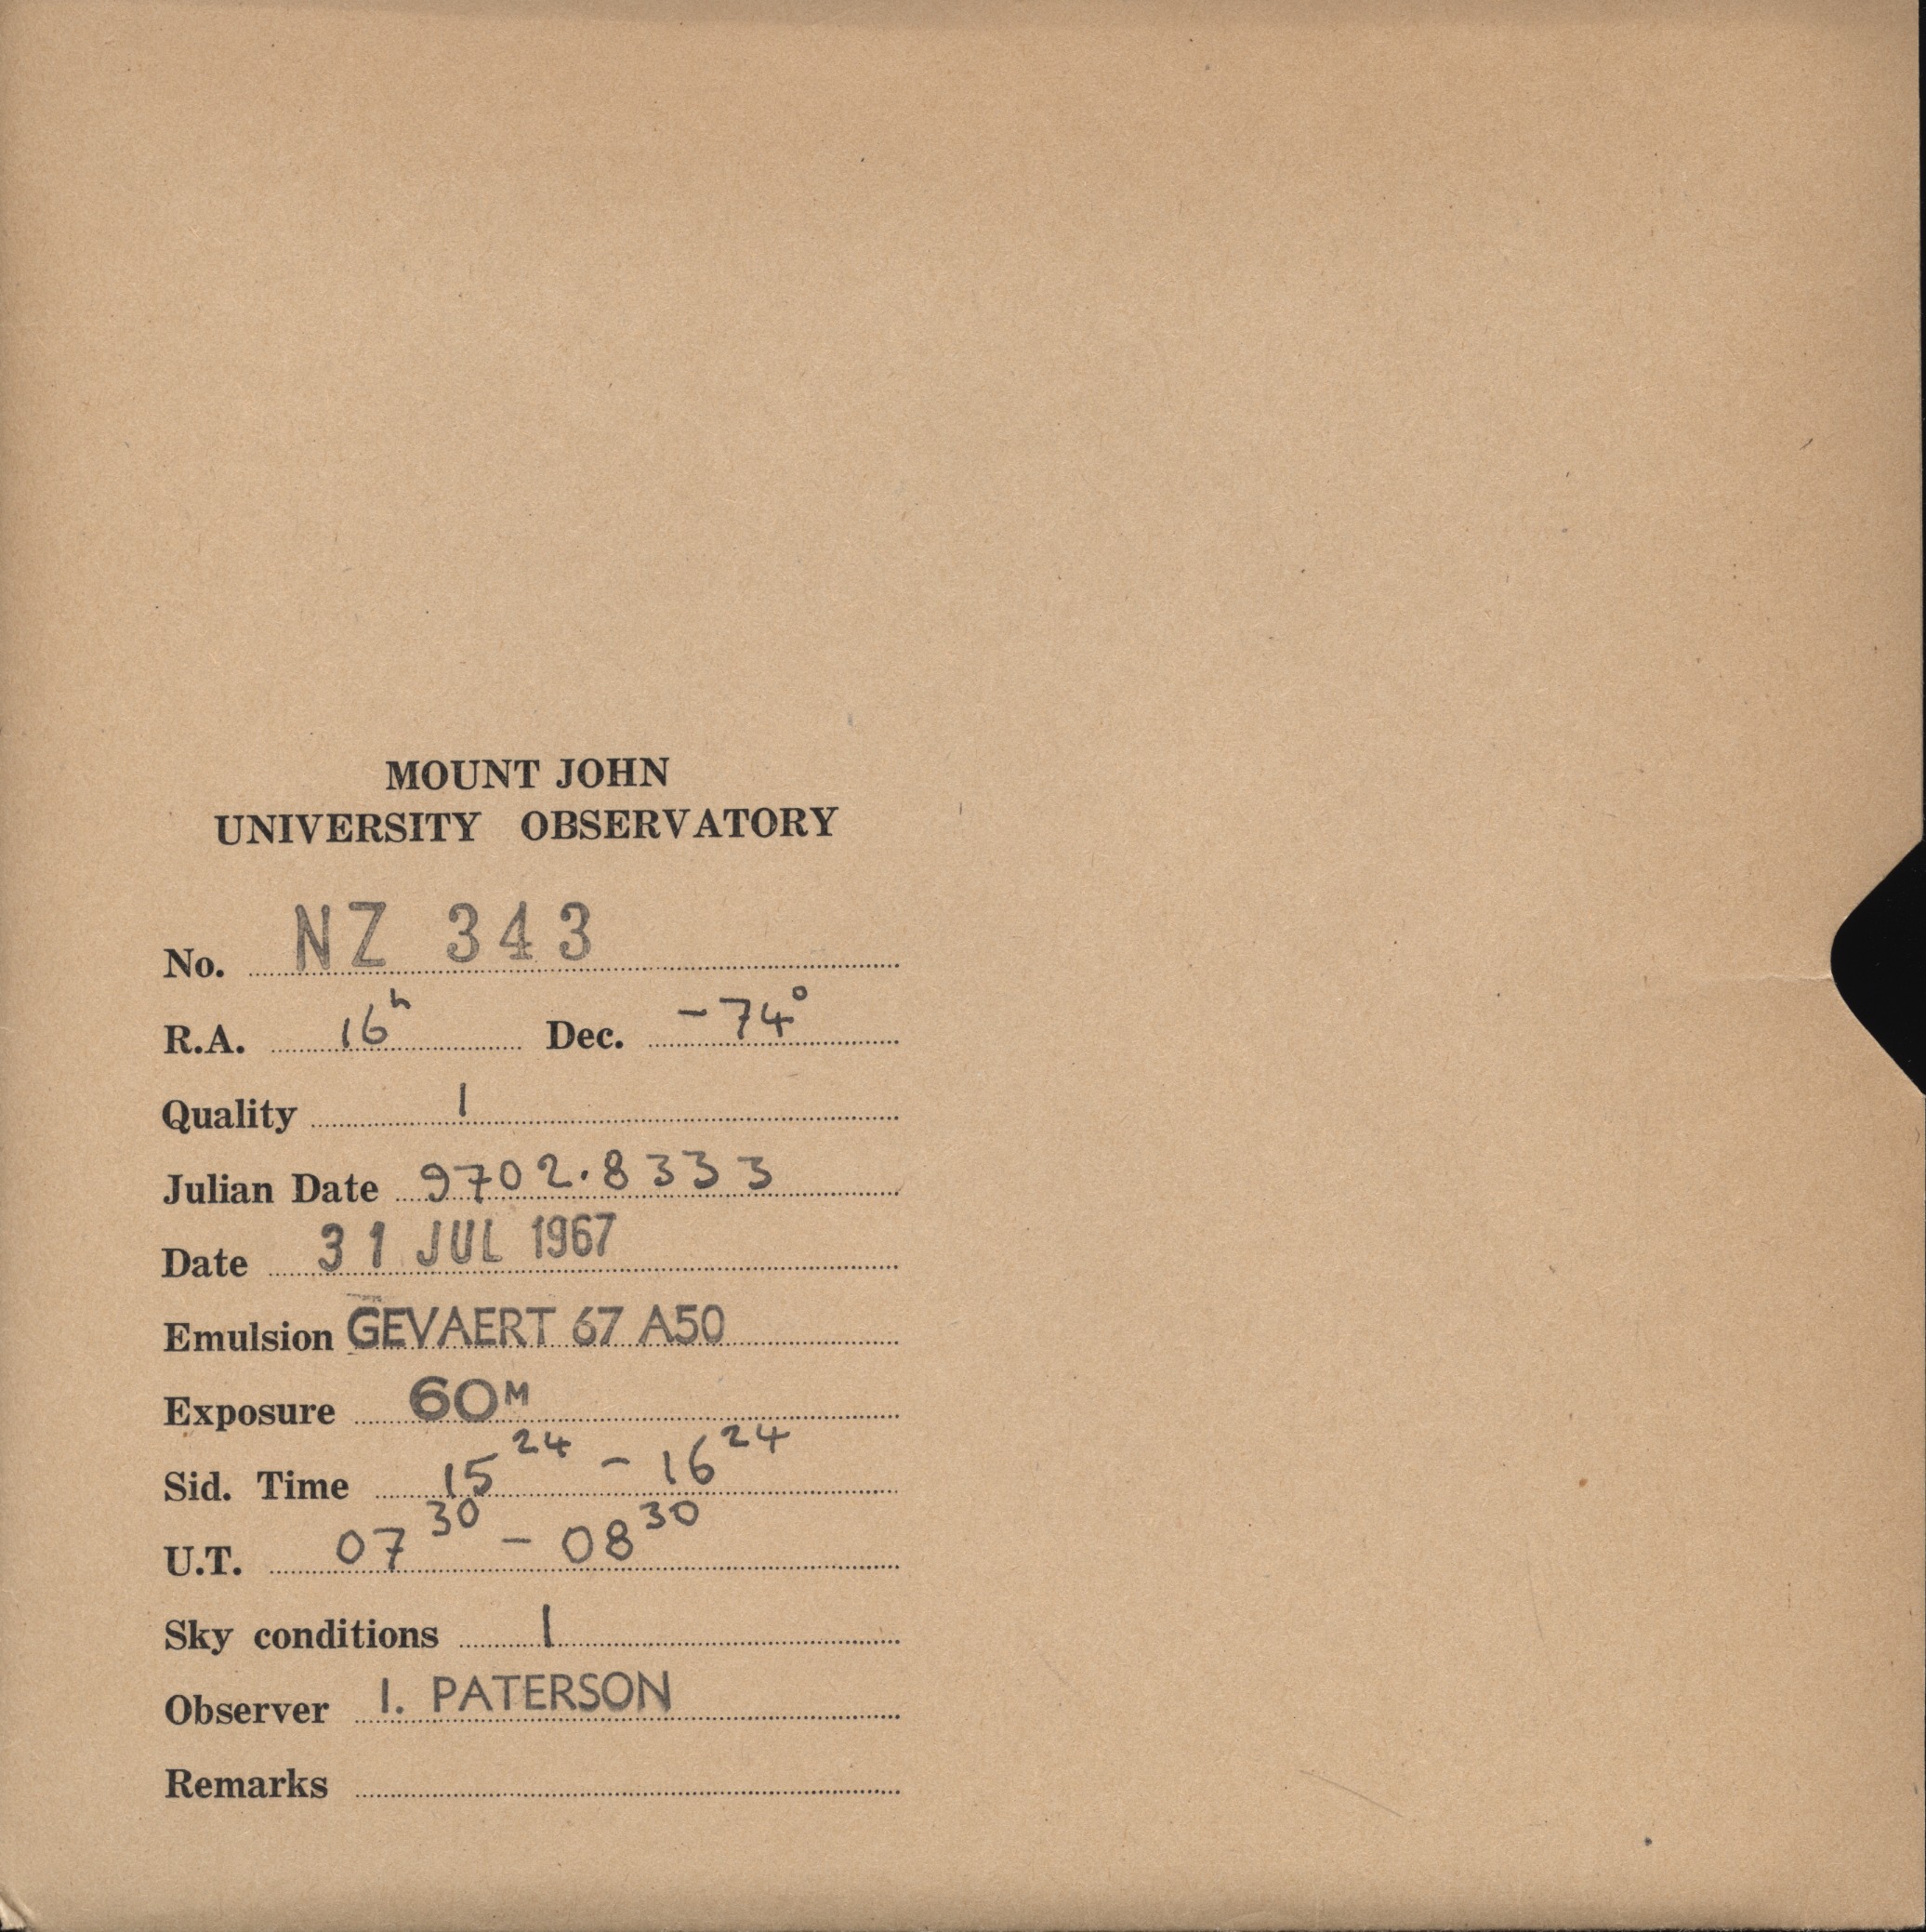 MOUNT JOHN
UNIVERSITY OBSERVATORY
No. NZ 343
R.A. 16h Dec. -74°
Quality 1
Julian Date 9702.8333
Date 31 JUL 1967
Emulsion GEVAERT 67 A50
Exposure 60M
Sid. Time 15 24 - 16 24
U.T. 07 30 - 08 30
Sky conditions 1
Observer I. PATERSON
Remarks